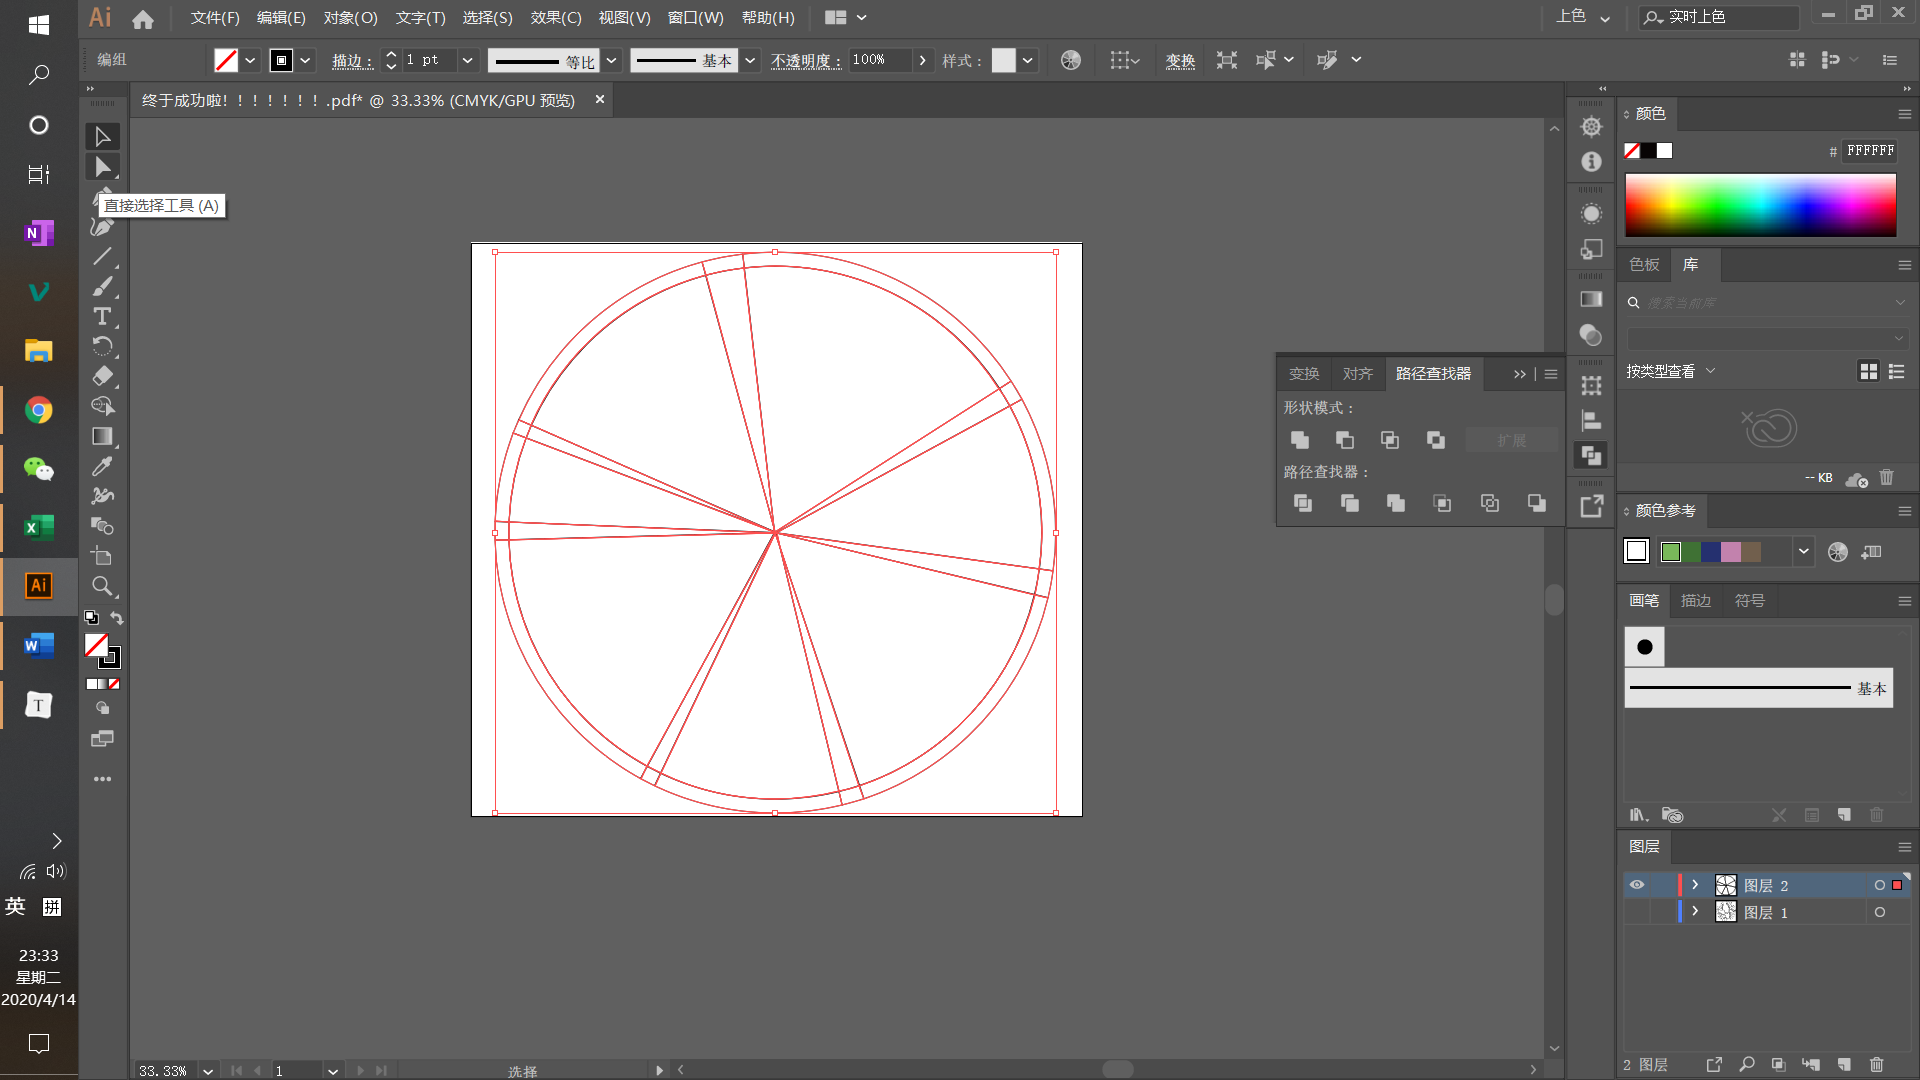 Ai
文件(F) 编辑(E) 对象(O) 文字(T) 选择(S) 效果(C) 视图(V) 窗口(W) 帮助(H)
上色
实时上色
编组
描边：
1 pt
等比
基本
不透明度：
100%
样式：
变换
终于成功啦！！！！！！！.pdf* @ 33.33% (CMYK/GPU 预览)
直接选择工具 (A)
T
变换 对齐 路径查找器
形状模式：
扩展
路径查找器：
颜色
# FFFFFF
色板 库
搜索当前库
按类型查看
-- KB
颜色参考
画笔 描边 符号
基本
图层
图层 2
图层 1
2 图层
N
X
Ai
W
T
英 拼
23:33
星期二
2020/4/14
33.33%
1
选择